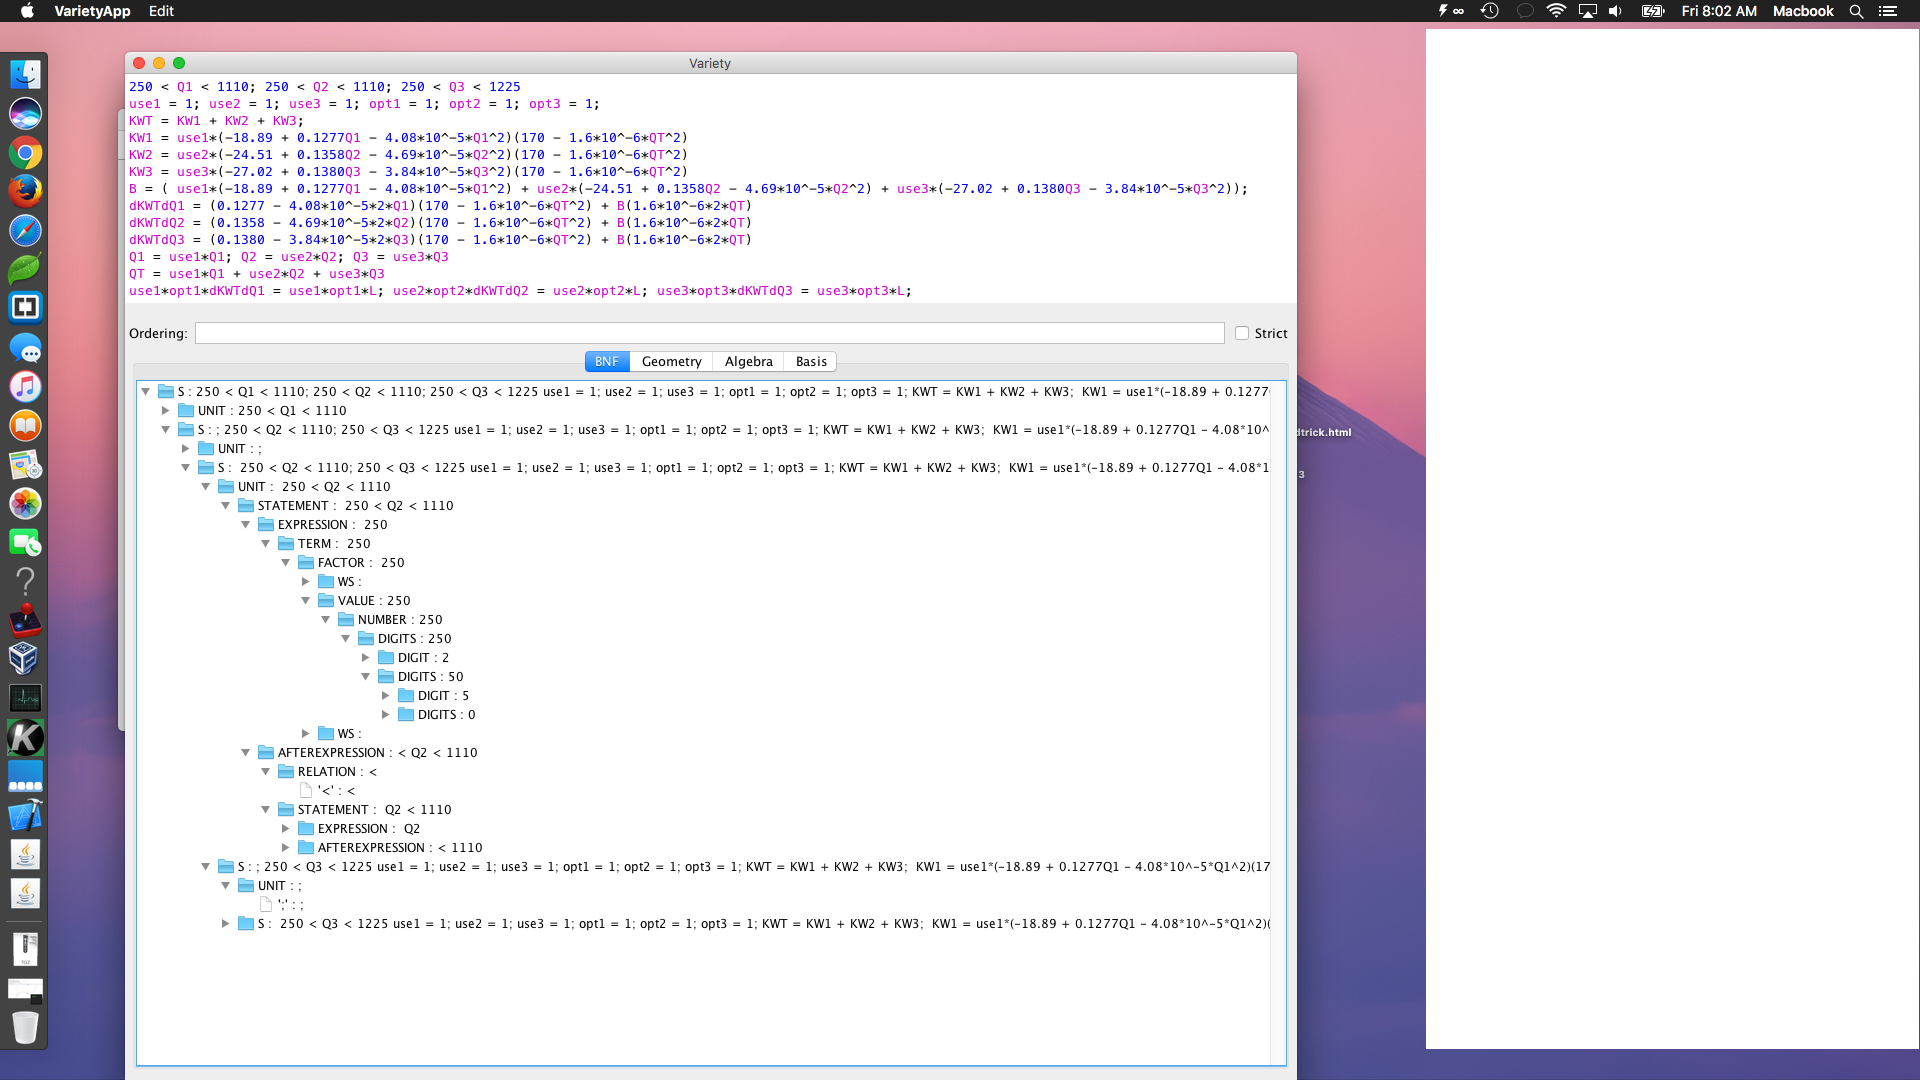 VarietyApp Edit
Fri 8:02 AM Macbook
Variety
250 < Q1 < 1110; 250 < Q2 < 1110; 250 < Q3 < 1225
use1 = 1; use2 = 1; use3 = 1; opt1 = 1; opt2 = 1; opt3 = 1;
KWT = KW1 + KW2 + KW3;
KW1 = use1*(-18.89 + 0.1277Q1 - 4.08*10^-5*Q1^2)(170 - 1.6*10^-6*QT^2)
KW2 = use2*(-24.51 + 0.1358Q2 - 4.69*10^-5*Q2^2)(170 - 1.6*10^-6*QT^2)
KW3 = use3*(-27.02 + 0.1380Q3 - 3.84*10^-5*Q3^2)(170 - 1.6*10^-6*QT^2)
B = ( use1*(-18.89 + 0.1277Q1 - 4.08*10^-5*Q1^2) + use2*(-24.51 + 0.1358Q2 - 4.69*10^-5*Q2^2) + use3*(-27.02 + 0.1380Q3 - 3.84*10^-5*Q3^2));
dKWTdQ1 = (0.1277 - 4.08*10^-5*2*Q1)(170 - 1.6*10^-6*QT^2) + B(1.6*10^-6*2*QT)
dKWTdQ2 = (0.1358 - 4.69*10^-5*2*Q2)(170 - 1.6*10^-6*QT^2) + B(1.6*10^-6*2*QT)
dKWTdQ3 = (0.1380 - 3.84*10^-5*2*Q3)(170 - 1.6*10^-6*QT^2) + B(1.6*10^-6*2*QT)
Q1 = use1*Q1; Q2 = use2*Q2; Q3 = use3*Q3
QT = use1*Q1 + use2*Q2 + use3*Q3
use1*opt1*dKWTdQ1 = use1*opt1*L; use2*opt2*dKWTdQ2 = use2*opt2*L; use3*opt3*dKWTdQ3 = use3*opt3*L;
Ordering: Strict
BNF Geometry Algebra Basis
S : 250 < Q1 < 1110; 250 < Q2 < 1110; 250 < Q3 < 1225 use1 = 1; use2 = 1; use3 = 1; opt1 = 1; opt2 = 1; opt3 = 1; KWT = KW1 + KW2 + KW3; KW1 = use1*(-18.89 + 0.1277
UNIT : 250 < Q1 < 1110
S : ; 250 < Q2 < 1110; 250 < Q3 < 1225 use1 = 1; use2 = 1; use3 = 1; opt1 = 1; opt2 = 1; opt3 = 1; KWT = KW1 + KW2 + KW3; KW1 = use1*(-18.89 + 0.1277Q1 - 4.08*10^
dtrick.html
UNIT : ;
S : 250 < Q2 < 1110; 250 < Q3 < 1225 use1 = 1; use2 = 1; use3 = 1; opt1 = 1; opt2 = 1; opt3 = 1; KWT = KW1 + KW2 + KW3; KW1 = use1*(-18.89 + 0.1277Q1 - 4.08*1
3
UNIT : 250 < Q2 < 1110
STATEMENT : 250 < Q2 < 1110
EXPRESSION : 250
TERM : 250
FACTOR : 250
WS :
VALUE : 250
NUMBER : 250
DIGITS : 250
DIGIT : 2
DIGITS : 50
DIGIT : 5
DIGITS : 0
WS :
AFTEREXPRESSION : < Q2 < 1110
RELATION : <
'<' : <
STATEMENT : Q2 < 1110
EXPRESSION : Q2
AFTEREXPRESSION : < 1110
S : ; 250 < Q3 < 1225 use1 = 1; use2 = 1; use3 = 1; opt1 = 1; opt2 = 1; opt3 = 1; KWT = KW1 + KW2 + KW3; KW1 = use1*(-18.89 + 0.1277Q1 - 4.08*10^-5*Q1^2)(17
UNIT : ;
';' : ;
S : 250 < Q3 < 1225 use1 = 1; use2 = 1; use3 = 1; opt1 = 1; opt2 = 1; opt3 = 1; KWT = KW1 + KW2 + KW3; KW1 = use1*(-18.89 + 0.1277Q1 - 4.08*10^-5*Q1^2)(